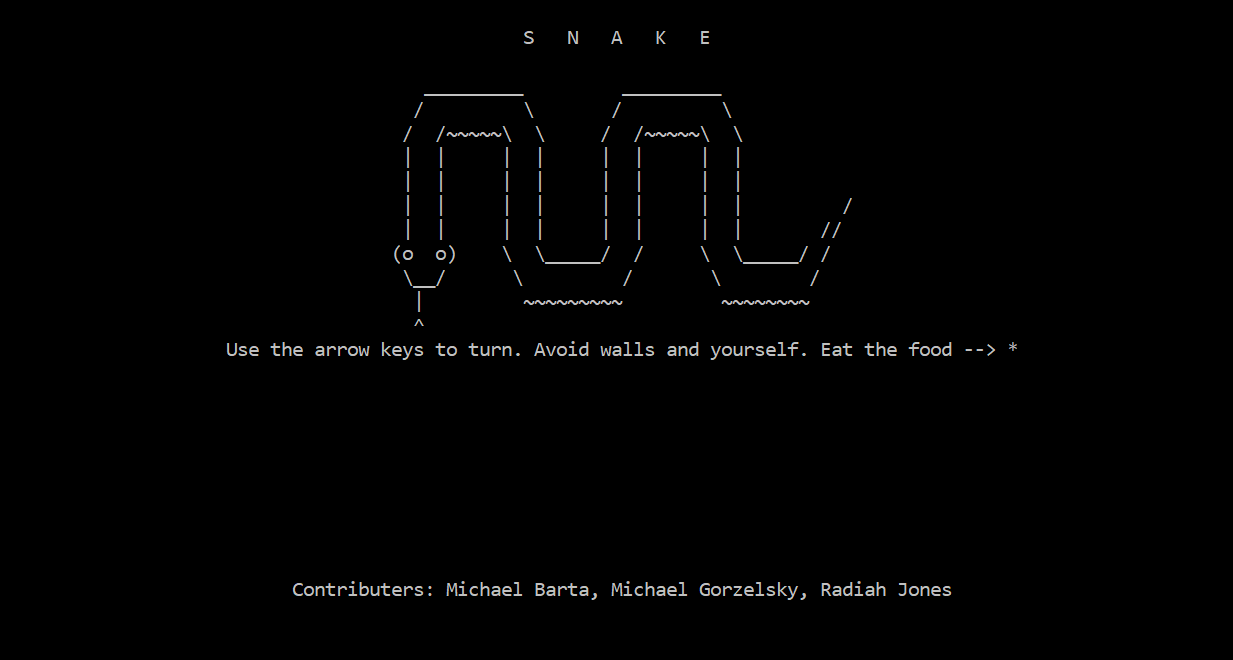 S N A K E
Use the arrow keys to turn. Avoid walls and yourself. Eat the food --> *
Contributers: Michael Barta, Michael Gorzelsky, Radiah Jones